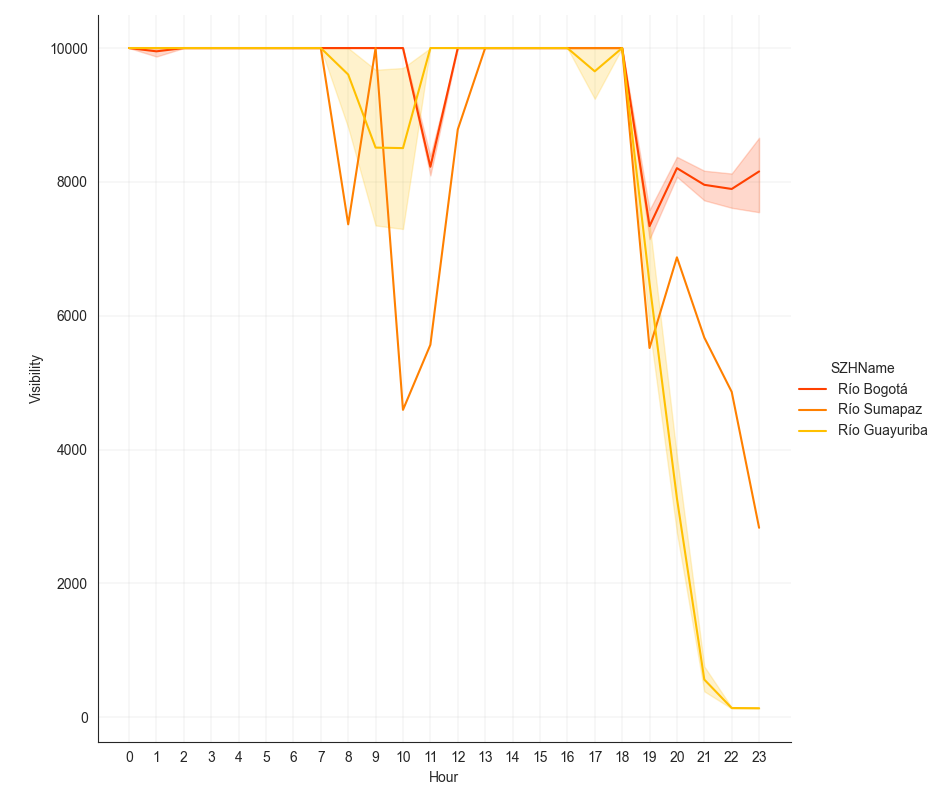 10000
8000
6000
4000
2000
0
Visibility
0 1 2 3 4 5 6 7 8 9 10 11 12 13 14 15 16 17 18 19 20 21 22 23
Hour
SZHName
Río Bogotá
Río Sumapaz
Río Guayuriba